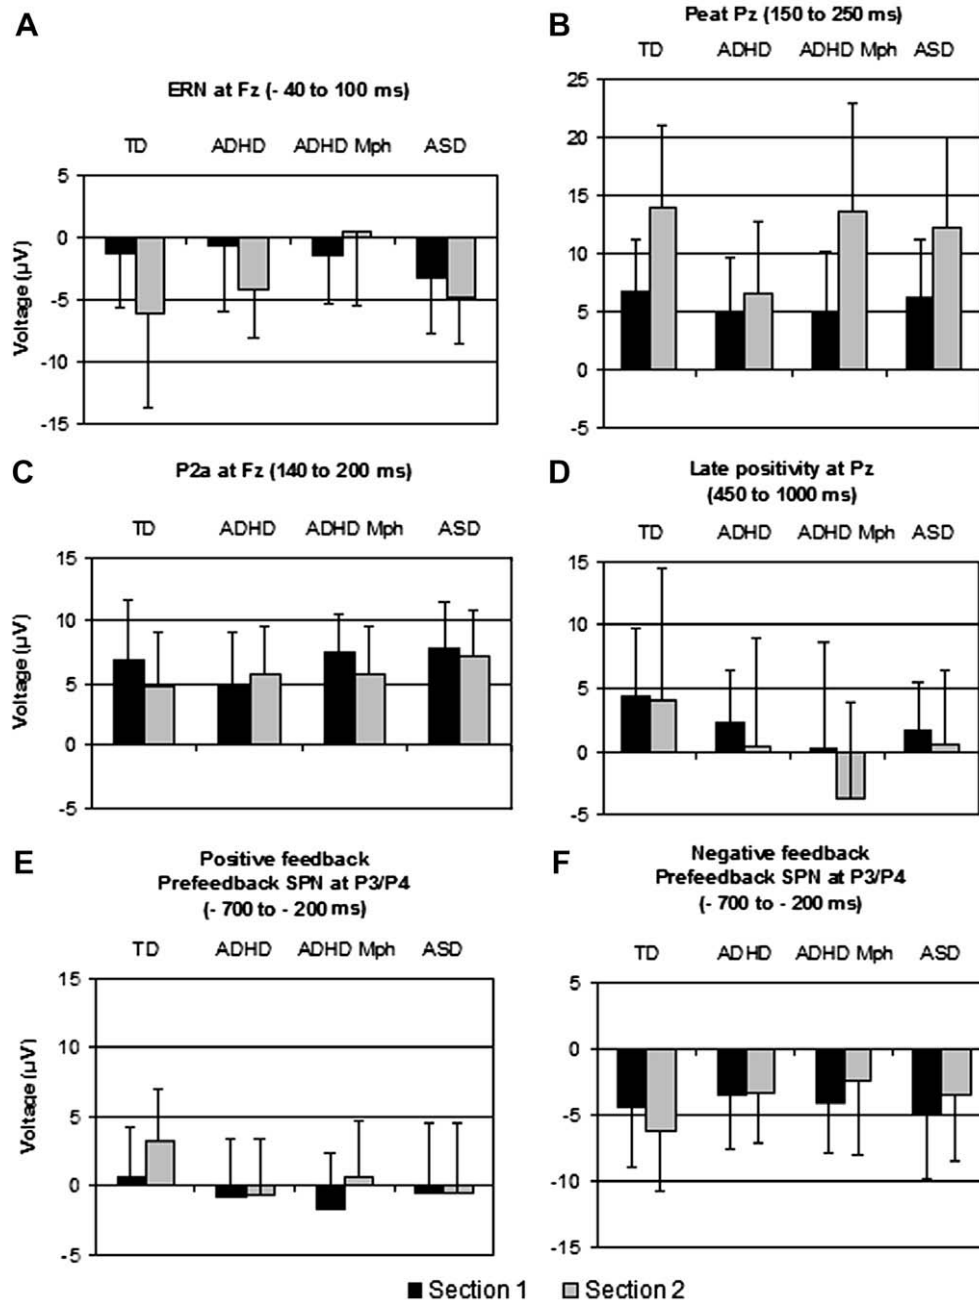 A
ERN at Fz (- 40 to 100 ms)
TD ADHD ADHD Mph ASD
5
0
-5
-10
-15
Voltage (µV)
B
Peat Pz (150 to 250 ms)
TD ADHD ADHD Mph ASD
25
20
15
10
5
0
-5
C
P2a at Fz (140 to 200 ms)
TD ADHD ADHD Mph ASD
15
10
5
0
-5
Voltage (µV)
D
Late positivity at Pz
(450 to 1000 ms)
TD ADHD ADHD Mph ASD
15
10
5
0
-5
E
Positive feedback
Prefeedback SPN at P3/P4
(- 700 to - 200 ms)
TD ADHD ADHD Mph ASD
15
10
5
0
-5
Voltage (µV)
F
Negative feedback
Prefeedback SPN at P3/P4
(- 700 to - 200 ms)
TD ADHD ADHD Mph ASD
5
0
-5
-10
-15
Section 1 Section 2